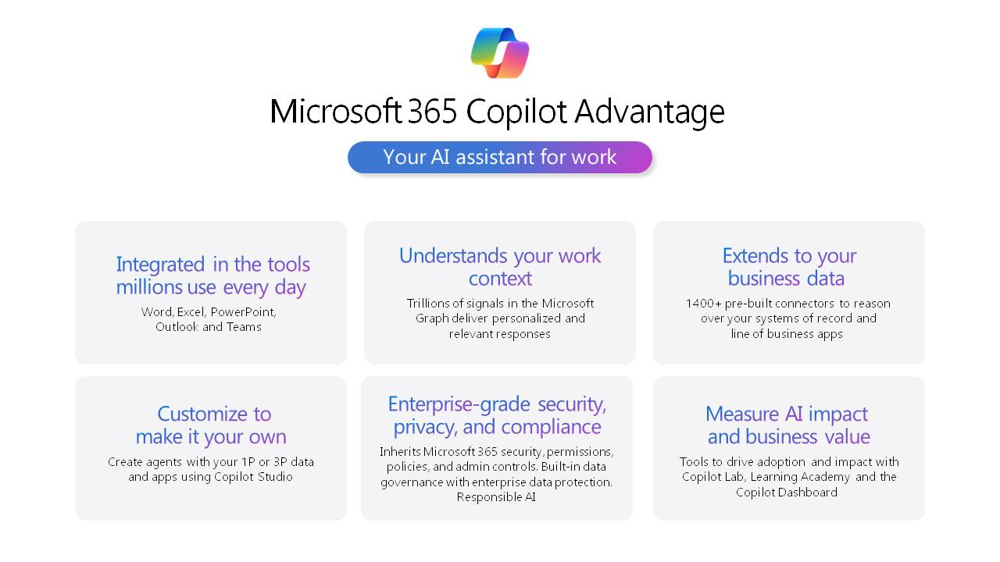 Microsoft 365 Copilot Advantage
Your AI assistant for work
Integrated in the tools
millions use every day
Word, Excel, PowerPoint,
Outlook and Teams
Understands your work
context
Trillions of signals in the Microsoft
Graph deliver personalized and
relevant responses
Extends to your
business data
1400+ pre-built connectors to reason
over your systems of record and
line of business apps
Customize to
make it your own
Create agents with your 1P or 3P data
and apps using Copilot Studio
Enterprise-grade security,
privacy, and compliance
Inherits Microsoft 365 security, permissions,
policies, and admin controls. Built-in data
governance with enterprise data protection.
Responsible AI
Measure AI impact
and business value
Tools to drive adoption and impact with
Copilot Lab, Learning Academy and the
Copilot Dashboard